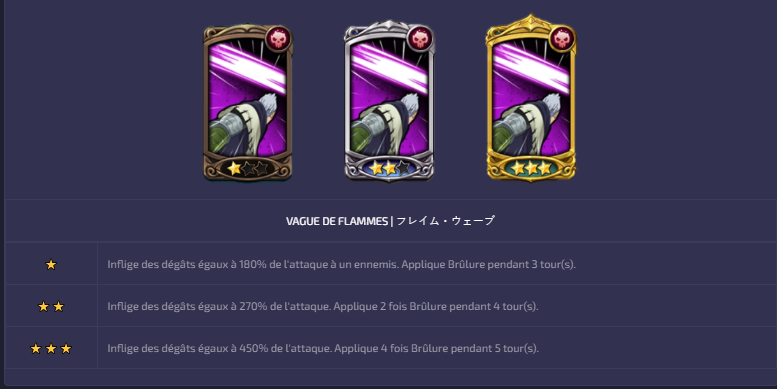 VAGUE DE FLAMMES | フレイム・ウェーブ
Inflige des dégâts égaux à 180% de l'attaque à un ennemis. Applique Brûlure pendant 3 tour(s).
Inflige des dégâts égaux à 270% de l'attaque. Applique 2 fois Brûlure pendant 4 tour(s).
Inflige des dégâts égaux à 450% de l'attaque. Applique 4 fois Brûlure pendant 5 tour(s).